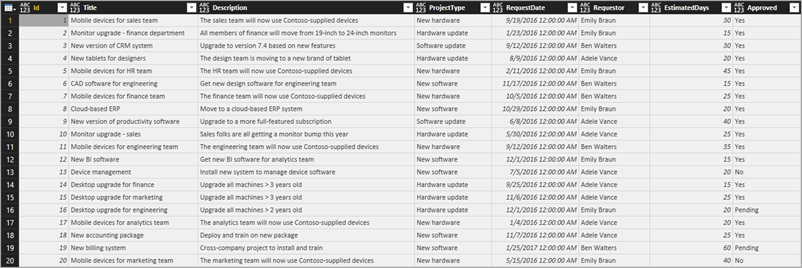 ABC 123 Id ABC 123 Title ABC 123 Description ABC 123 ProjectType ABC 123 RequestDate ABC 123 Requestor ABC 123 EstimatedDays ABC 123 Approved
1 1 Mobile devices for sales team The sales team will now use Contoso-supplied devices New hardware 9/19/2016 12:00:00 AM Emily Braun 30 Yes
2 2 Monitor upgrade - finance department All members of finance will move from 19-inch to 24-inch monitors Hardware update 1/23/2016 12:00:00 AM Emily Braun 15 Yes
3 3 New version of CRM system Upgrade to version 7.4 based on new features Software update 9/12/2016 12:00:00 AM Ben Walters 30 Yes
4 4 New tablets for designers The design team is moving to a new brand of tablet Hardware update 8/9/2016 12:00:00 AM Adele Vance 20 Yes
5 5 Mobile devices for HR team The HR team will now use Contoso-supplied devices New hardware 2/11/2016 12:00:00 AM Emily Braun 45 Yes
6 6 CAD software for engineering Get new design software for engineering team New software 11/17/2016 12:00:00 AM Ben Walters 15 Yes
7 7 Mobile devices for finance team The finance team will now use Contoso-supplied devices New hardware 10/5/2016 12:00:00 AM Ben Walters 25 Yes
8 8 Cloud-based ERP Move to a cloud-based ERP system New software 10/29/2016 12:00:00 AM Emily Braun 20 Yes
9 9 New version of productivity software Upgrade to a more full-featured subscription Software update 6/8/2016 12:00:00 AM Adele Vance 40 Yes
10 10 Monitor upgrade - sales Sales folks are all getting a monitor bump this year Hardware update 5/30/2016 12:00:00 AM Adele Vance 25 Yes
11 11 Mobile devices for engineering team The engineering team will now use Contoso-supplied devices New hardware 9/25/2016 12:00:00 AM Ben Walters 35 Yes
12 12 New BI software Get new BI software for analytics team New software 12/1/2016 12:00:00 AM Emily Braun 15 Yes
13 13 Device management Install new system to manage device software New software 7/5/2016 12:00:00 AM Adele Vance 20 No
14 14 Desktop upgrade for finance Upgrade all machines > 3 years old Hardware update 9/25/2016 12:00:00 AM Adele Vance 15 Yes
15 15 Desktop upgrade for marketing Upgrade all machines > 3 years old Hardware update 11/6/2016 12:00:00 AM Adele Vance 25 Yes
16 16 Desktop upgrade for engineering Upgrade all machines > 2 years old Hardware update 12/1/2016 12:00:00 AM Emily Braun 20 Pending
17 17 Mobile devices for analytics team The analytics team will now use Contoso-supplied devices New hardware 1/4/2016 12:00:00 AM Adele Vance 20 Yes
18 18 New accounting package Deploy and train on new package New software 11/7/2016 12:00:00 AM Adele Vance 25 Yes
19 19 New billing system Cross-company project to install and train New software 1/25/2017 12:00:00 AM Ben Walters 60 Pending
20 20 Mobile devices for marketing team The marketing team will now use Contoso-supplied devices New hardware 5/15/2016 12:00:00 AM Emily Braun 40 No